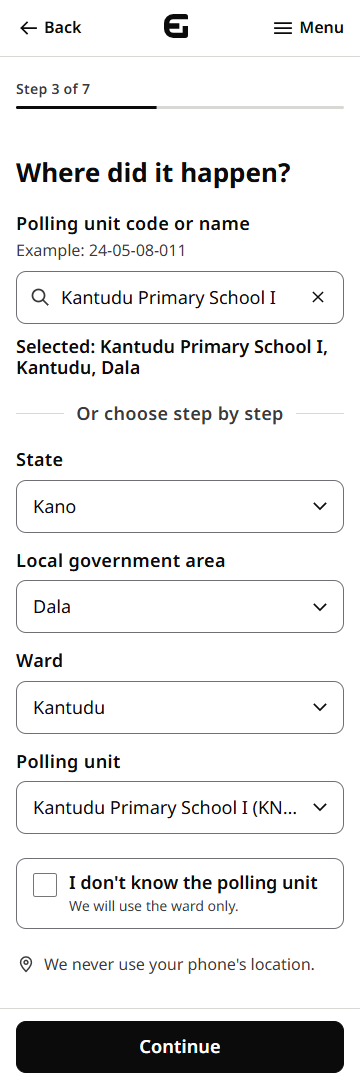 Back
Menu
Step 3 of 7
Where did it happen?
Polling unit code or name
Example: 24-05-08-011
Kantudu Primary School I
Selected: Kantudu Primary School I,
Kantudu, Dala
Or choose step by step
State
Kano
Local government area
Dala
Ward
Kantudu
Polling unit
Kantudu Primary School I (KN...
I don't know the polling unit
We will use the ward only.
We never use your phone's location.
Continue